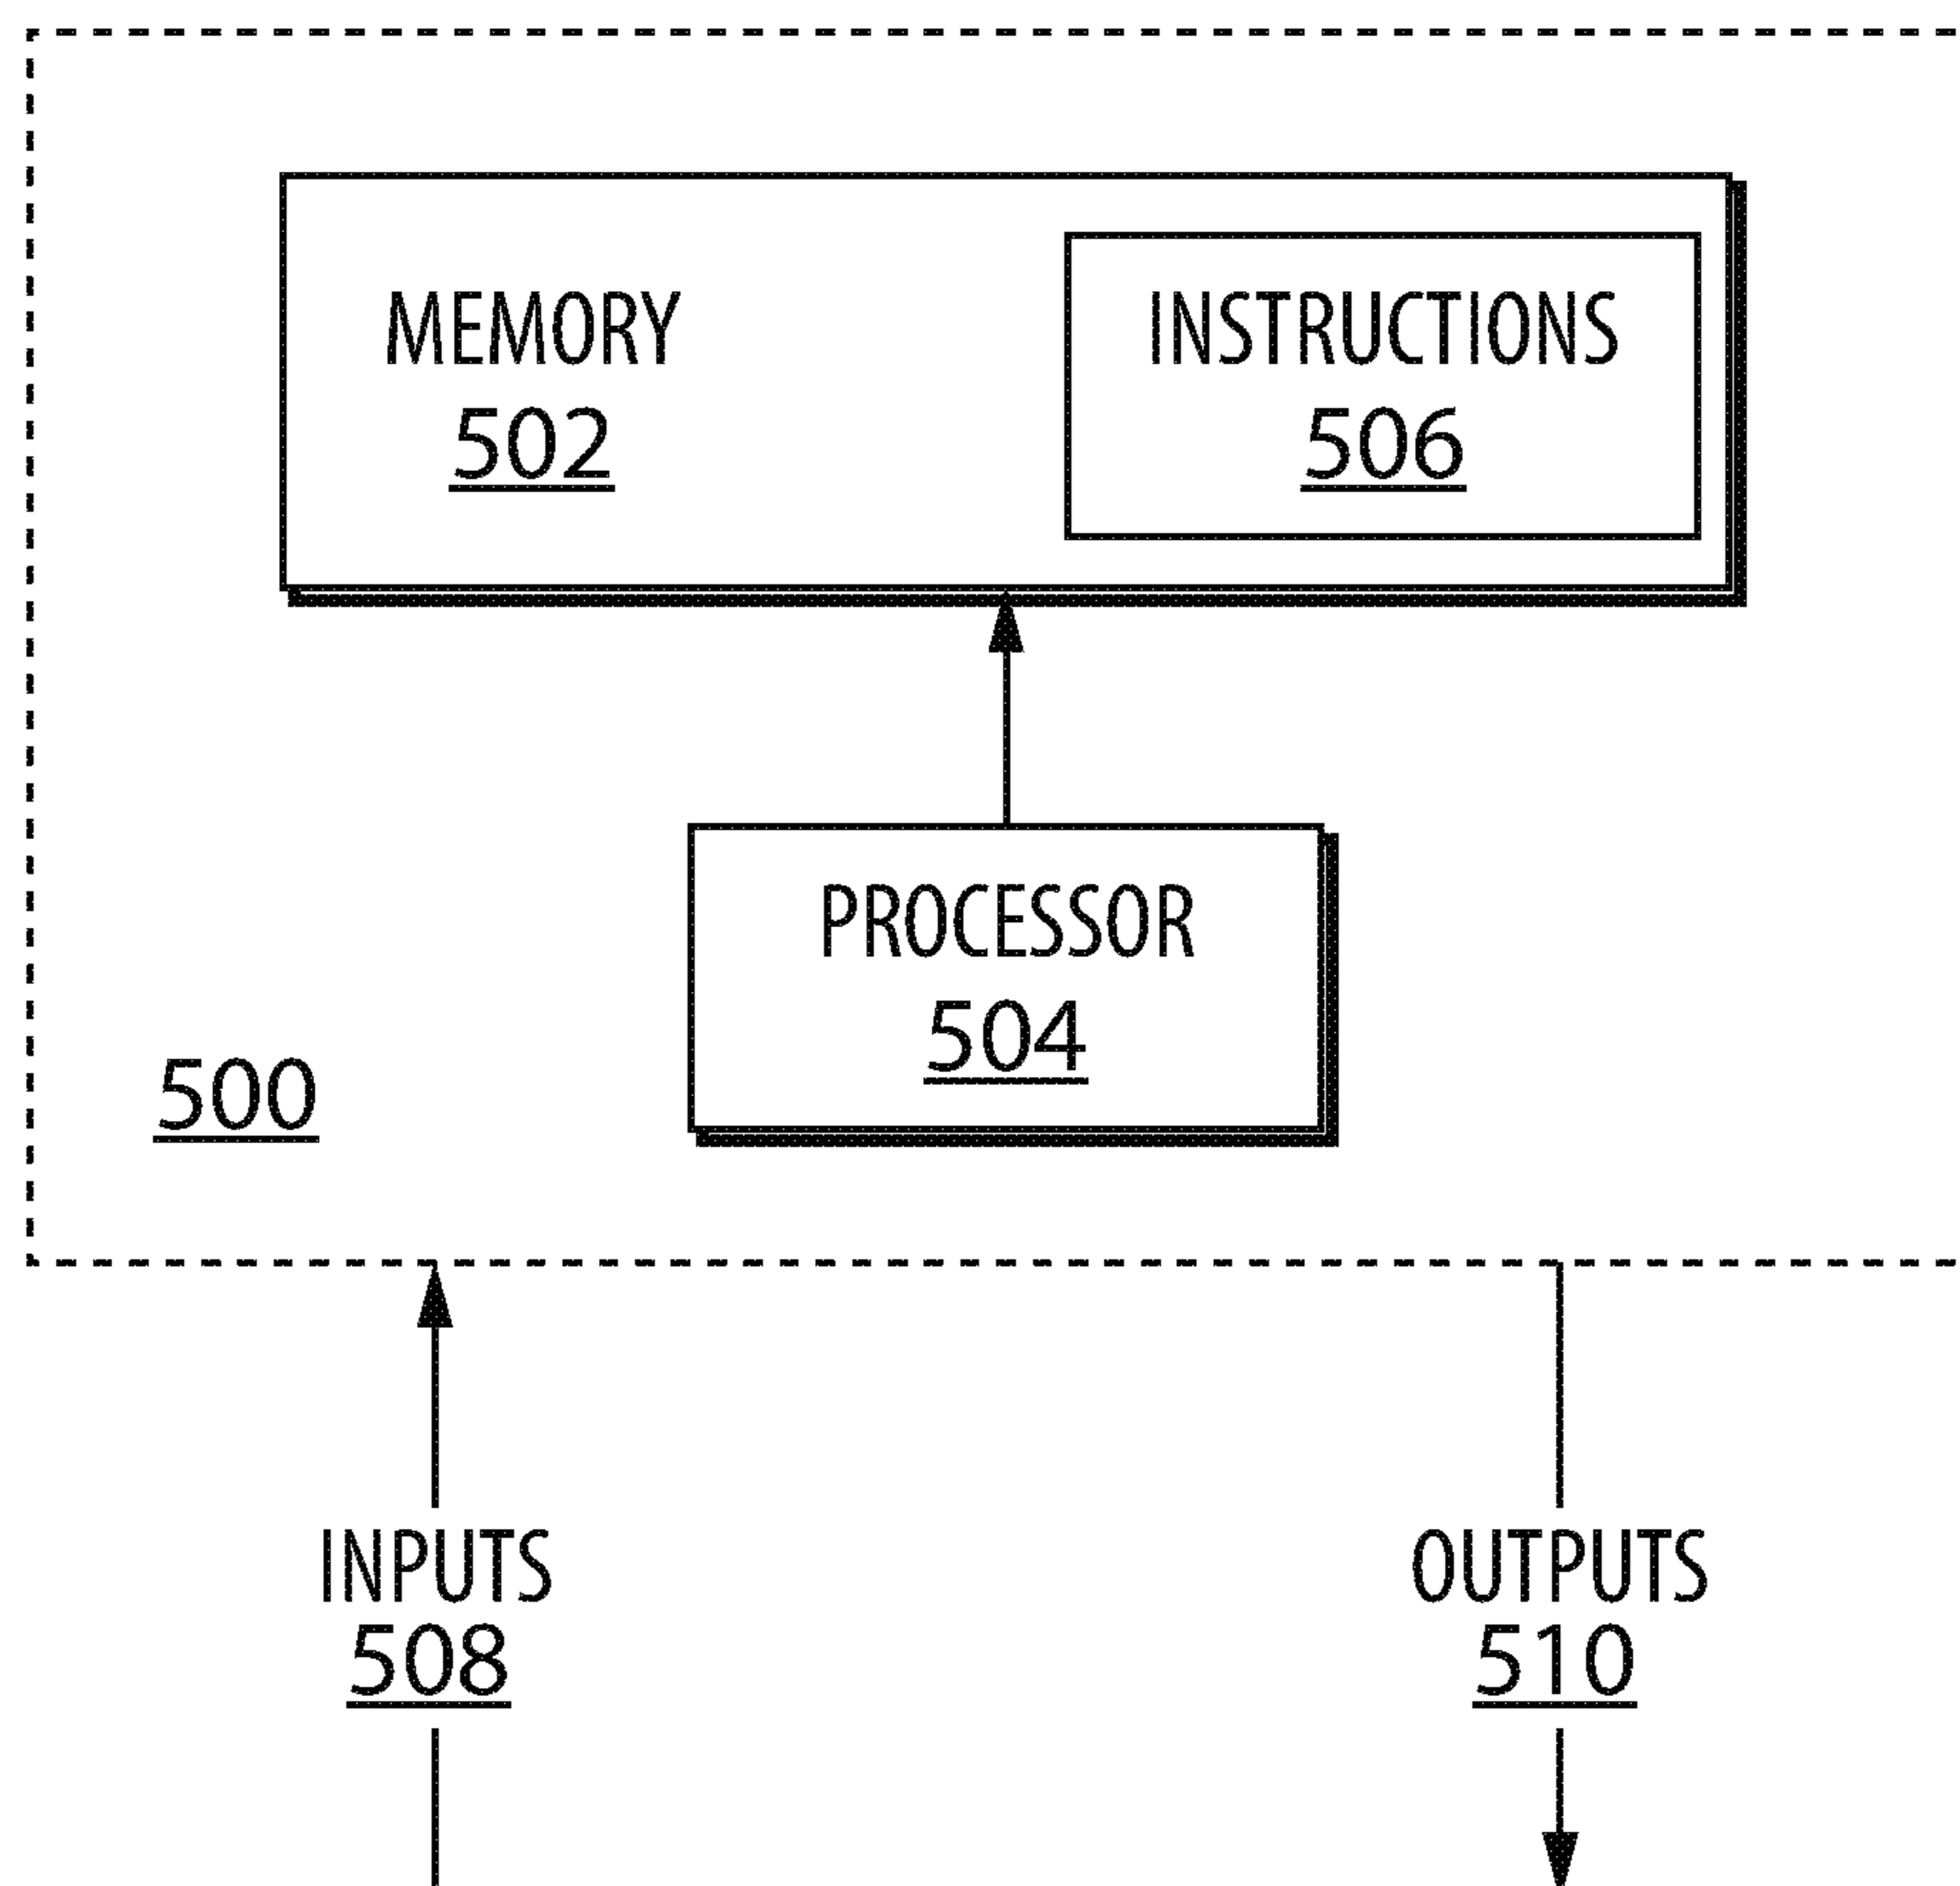 MEMORY
502
INSTRUCTIONS
506
PROCESSOR
504
500
INPUTS
508
OUTPUTS
510